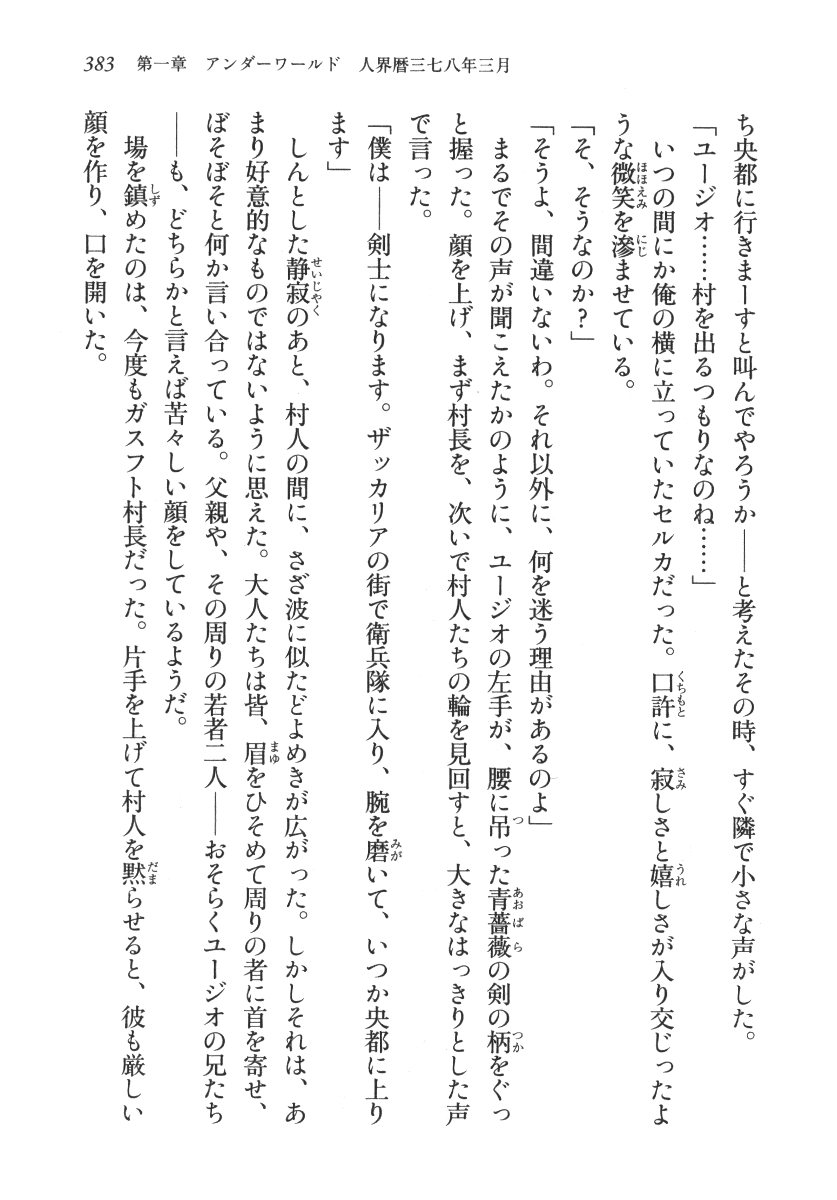 383 第一章 アンダーワールド 人界暦三七八年三月
ち央都に行きまーすと叫んでやろうか――と考えたその時、すぐ隣で小さな声がした。
「ユージオ……村を出るつもりなのね……」
いつの間にか俺の横に立っていたセルカだった。口許に、寂しさと嬉しさが入り交じったよ
うな微笑を滲ませている。
「そ、そうなのか？」
「そうよ、間違いないわ。それ以外に、何を迷う理由があるのよ」
まるでその声が聞こえたかのように、ユージオの左手が、腰に吊った青薔薇の剣の柄をぐっ
と握った。顔を上げ、まず村長を、次いで村人たちの輪を見回すと、大きなはっきりとした声
で言った。
「僕は――剣士になります。ザッカリアの街で衛兵隊に入り、腕を磨いて、いつか央都に上り
ます」
しんとした静寂のあと、村人の間に、さざ波に似たどよめきが広がった。しかしそれは、あ
まり好意的なものではないように思えた。大人たちは皆、眉をひそめて周りの者に首を寄せ、
ぼそぼそと何か言い合っている。父親や、その周りの若者二人――おそらくユージオの兄たち
――も、どちらかと言えば苦々しい顔をしているようだ。
場を鎮めたのは、今度もガスフト村長だった。片手を上げて村人を黙らせると、彼も厳しい
顔を作り、口を開いた。